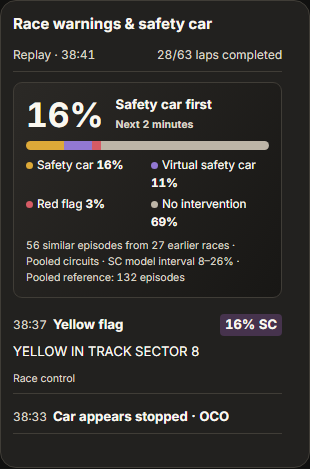 Race warnings & safety car
Replay · 38:41 28/63 laps completed
16% Safety car first
Next 2 minutes
Safety car 16%
Virtual safety car 11%
Red flag 3%
No intervention 69%
56 similar episodes from 27 earlier races ·
Pooled circuits · SC model interval 8–26% ·
Pooled reference: 132 episodes
38:37 Yellow flag 16% SC
YELLOW IN TRACK SECTOR 8
Race control
38:33 Car appears stopped · OCO